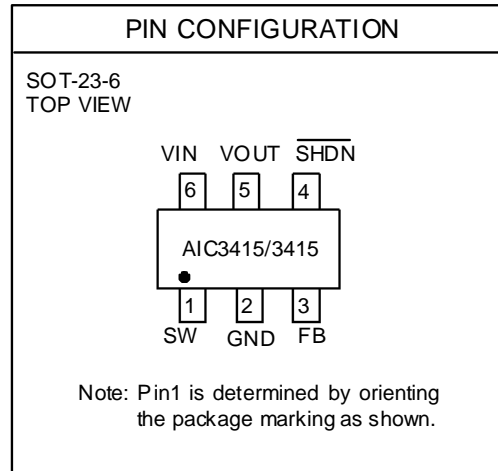 PIN CONFIGURATION
SOT-23-6
TOP VIEW
VIN VOUT SHDN
6 5 4
AIC3415/3415
1 2 3
SW GND FB
Note: Pin1 is determined by orienting
the package marking as shown.